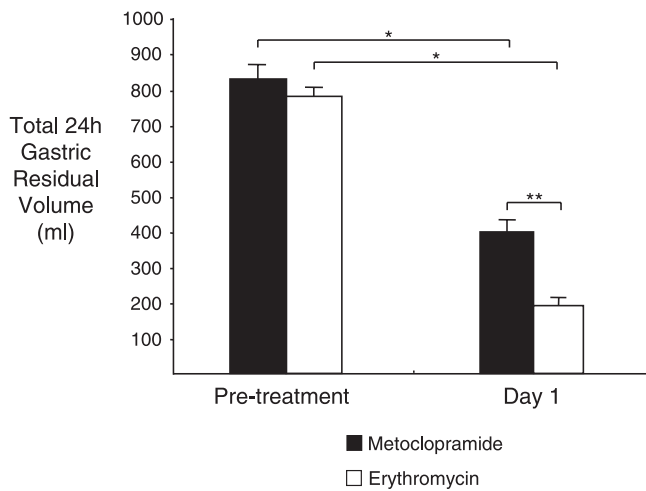 1000
900
800
700
600
500
400
300
200
100
Total 24h
Gastric
Residual
Volume
(ml)
*
*
**
Pre-treatment
Day 1
Metoclopramide
Erythromycin